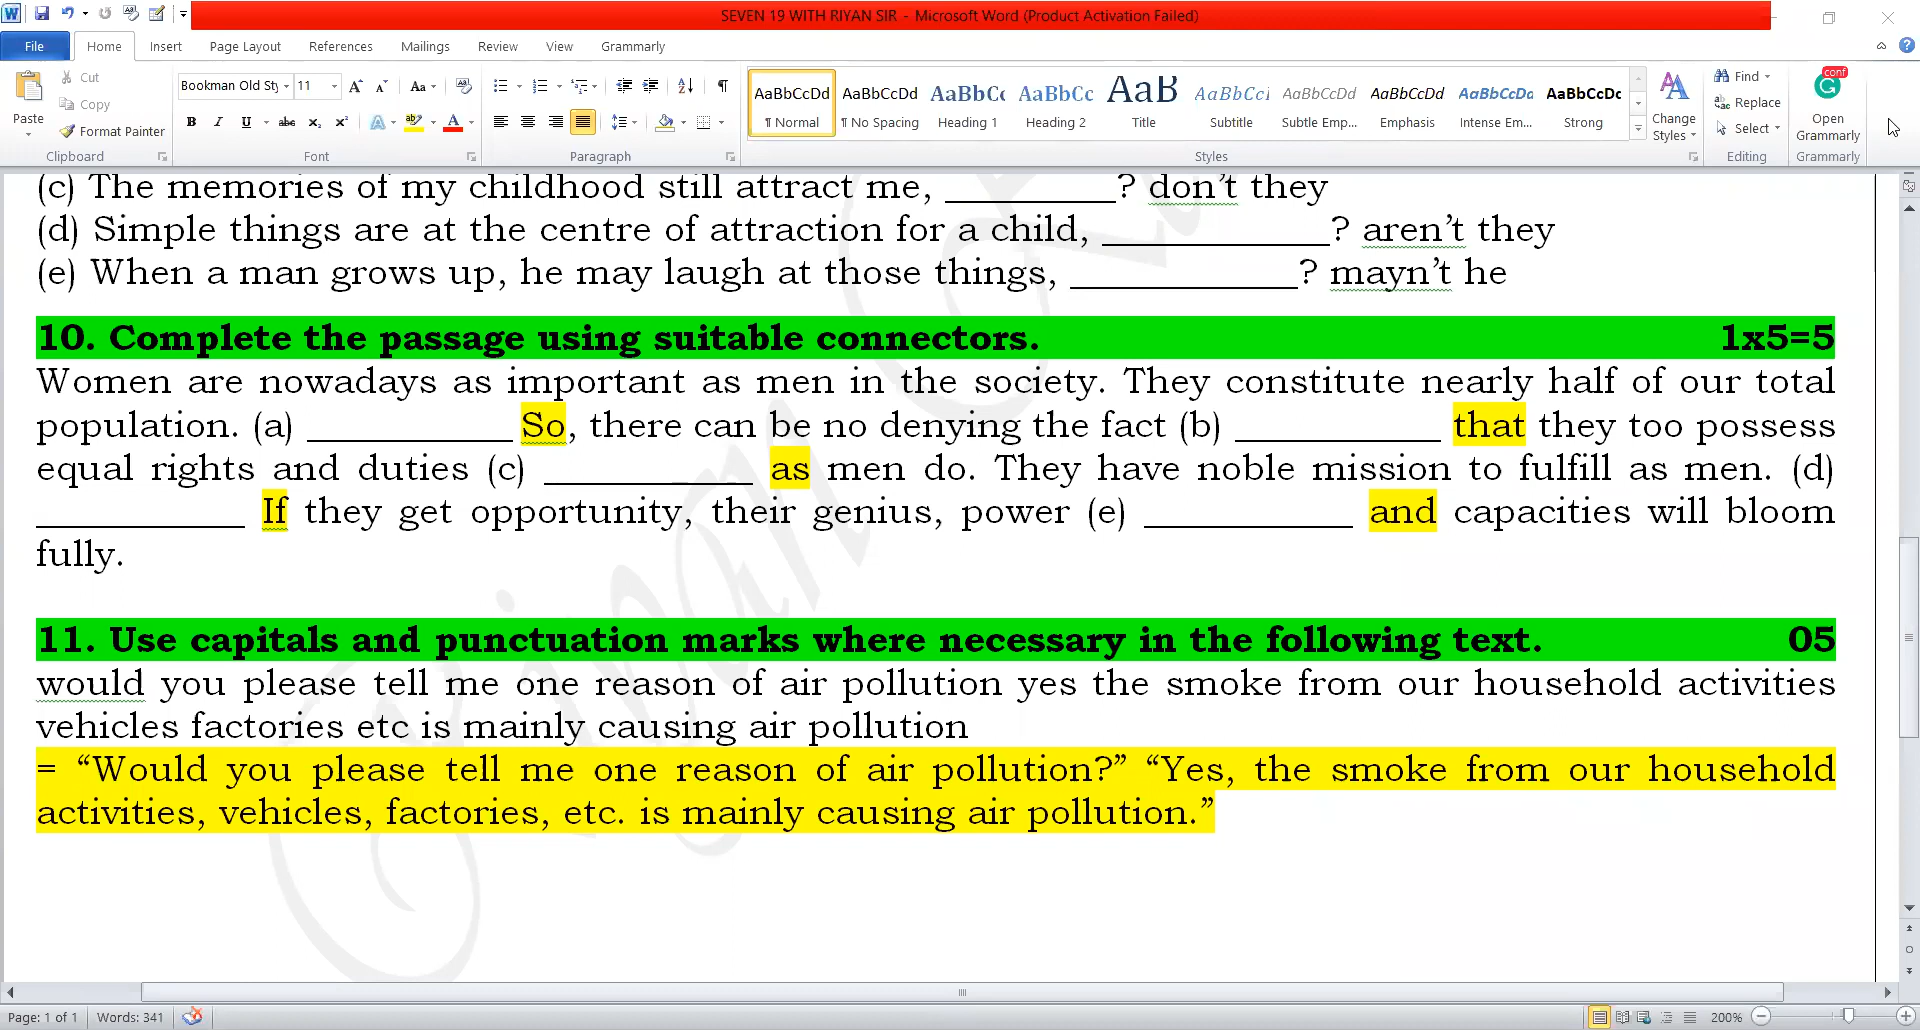 SEVEN 19 WITH RIYAN SIR - Microsoft Word (Product Activation Failed)
File Home Insert Page Layout References Mailings Review View Grammarly
Paste Cut Copy Format Painter
Bookman Old Sty 11
AaBbCcDd AaBbCcDd AaBbCc AaBbCc AaB AaBbCcl AaBbCcDd AaBbCcDd AaBbCcDd AaBbCcDc
¶ Normal ¶ No Spacing Heading 1 Heading 2 Title Subtitle Subtle Emp... Emphasis Intense Em... Strong
Change Styles
Find Replace Select
conf
Open Grammarly
Clipboard Font Paragraph Styles Editing Grammarly
(c) The memories of my childhood still attract me, __________? don’t they
(d) Simple things are at the centre of attraction for a child, _____________? aren’t they
(e) When a man grows up, he may laugh at those things, _____________? mayn’t he
10. Complete the passage using suitable connectors. 1x5=5
Women are nowadays as important as men in the society. They constitute nearly half of our total
population. (a) ____________ So, there can be no denying the fact (b) ____________ that they too possess
equal rights and duties (c) ____________ as men do. They have noble mission to fulfill as men. (d)
____________ If they get opportunity, their genius, power (e) ____________ and capacities will bloom
fully.
11. Use capitals and punctuation marks where necessary in the following text. 05
would you please tell me one reason of air pollution yes the smoke from our household activities
vehicles factories etc is mainly causing air pollution
= “Would you please tell me one reason of air pollution?” “Yes, the smoke from our household
activities, vehicles, factories, etc. is mainly causing air pollution.”
Page: 1 of 1 Words: 341 200%